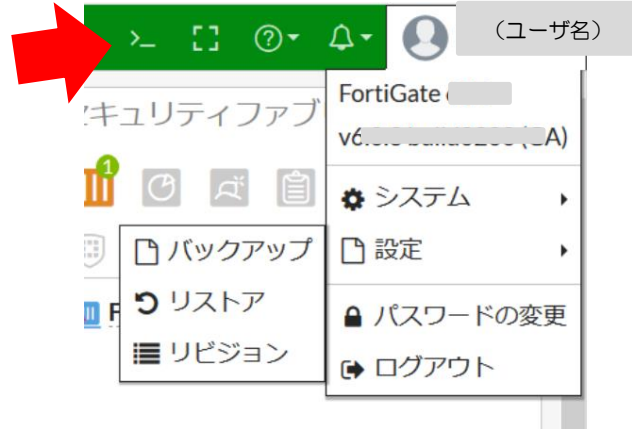 >_
（ユーザ名）
FortiGate
キュリティファブ
1
システム
バックアップ
設定
リストア
パスワードの変更
リビジョン
ログアウト